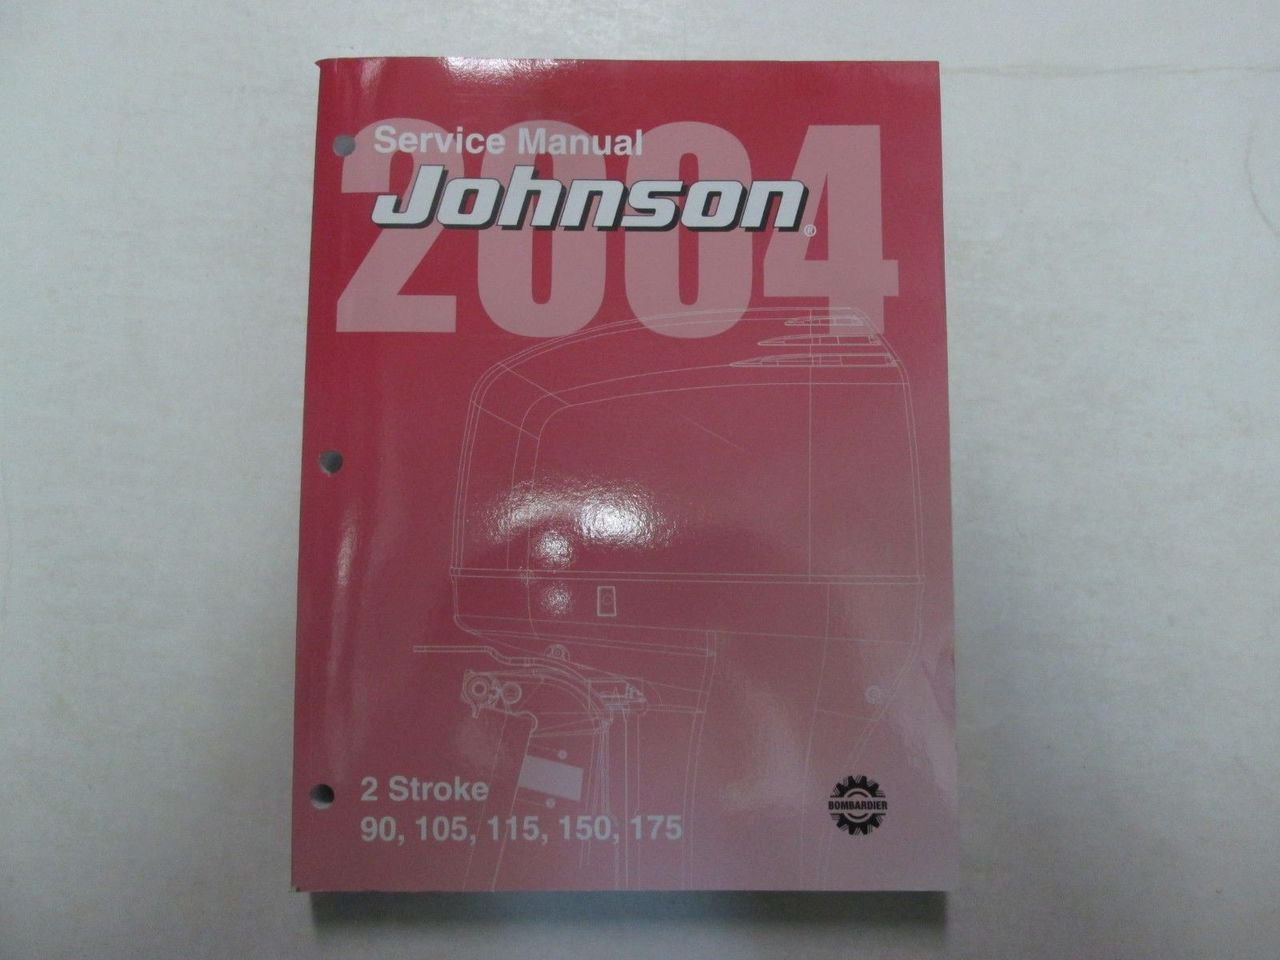 2004
Service Manual
Johnson®
2 Stroke
90, 105, 115, 150, 175
BOMBARDIER